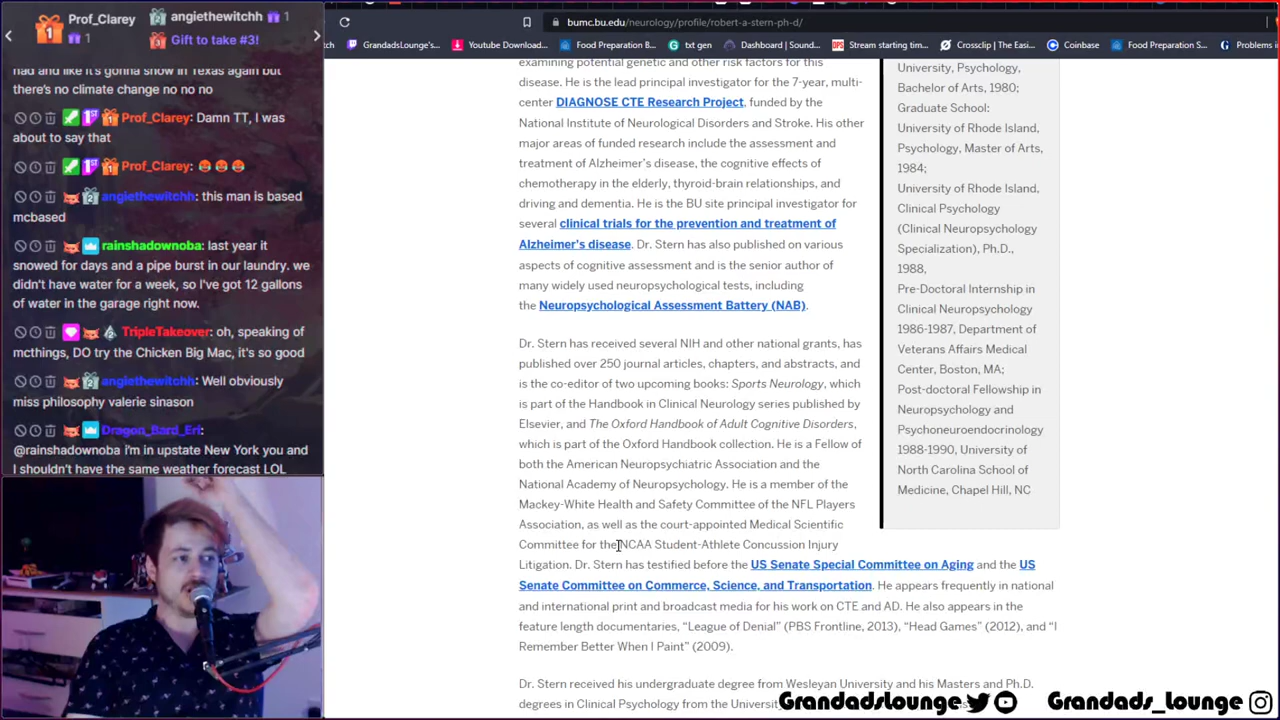 Prof_Clarey
1
angiethewitchh 1
Gift to take #3!
had and like it's gonna show in Texas again but
there's no climate change no no no
Prof_Clarey: Damn TT, I was
about to say that
Prof_Clarey:
angiethewitchh: this man is based
mcbased
rainshadownoba: last year it
snowed for days and a pipe burst in our laundry. we
didn't have water for a week, so I've got 12 gallons
of water in the garage right now.
TripleTakeover: oh, speaking of
mcthings, DO try the Chicken Big Mac, it's so good
angiethewitchh: Well obviously
miss philosophy valerie sinason
Dragon_Bard_Eri:
@rainshadownoba i'm in upstate New York you and
I shouldn't have the same weather forecast LOL
bumc.bu.edu/neurology/profile/robert-a-stern-ph-d/
GrandadsLounge's...
Youtube Download...
Food Preparation B...
txt gen
Dashboard | Soun...
Stream starting tim...
Crossclip | The Easi...
Coinbase
Food Preparation S...
Problems i
examining potential genetic and other risk factors for this
disease. He is the lead principal investigator for the 7-year, multi-
center DIAGNOSE CTE Research Project, funded by the
National Institute of Neurological Disorders and Stroke. His other
major areas of funded research include the assessment and
treatment of Alzheimer's disease, the cognitive effects of
chemotherapy in the elderly, thyroid-brain relationships, and
driving and dementia. He is the BU site principal investigator for
several clinical trials for the prevention and treatment of
Alzheimer's disease. Dr. Stern has also published on various
aspects of cognitive assessment and is the senior author of
many widely used neuropsychological tests, including
the Neuropsychological Assessment Battery (NAB).
Dr. Stern has received several NIH and other national grants, has
published over 250 journal articles, chapters, and abstracts, and
is the co-editor of two upcoming books: Sports Neurology, which
is part of the Handbook in Clinical Neurology series published by
Elsevier, and The Oxford Handbook of Adult Cognitive Disorders,
which is part of the Oxford Handbook collection. He is a Fellow of
both the American Neuropsychiatric Association and the
National Academy of Neuropsychology. He is a member of the
Mackey-White Health and Safety Committee of the NFL Players
Association, as well as the court-appointed Medical Scientific
Committee for the NCAA Student-Athlete Concussion Injury
Litigation. Dr. Stern has testified before the US Senate Special Committee on Aging and the US
Senate Committee on Commerce, Science, and Transportation. He appears frequently in national
and international print and broadcast media for his work on CTE and AD. He also appears in the
feature length documentaries, "League of Denial" (PBS Frontline, 2013), "Head Games" (2012), and "I
Remember Better When I Paint" (2009).
Dr. Stern received his undergraduate degree from Wesleyan University and his Masters and Ph.D.
degrees in Clinical Psychology from the University
University, Psychology,
Bachelor of Arts, 1980;
Graduate School:
University of Rhode Island,
Psychology, Master of Arts,
1984;
University of Rhode Island,
Clinical Psychology
(Clinical Neuropsychology
Specialization), Ph.D.,
1988,
Pre-Doctoral Internship in
Clinical Neuropsychology
1986-1987, Department of
Veterans Affairs Medical
Center, Boston, MA;
Post-doctoral Fellowship in
Neuropsychology and
Psychoneuroendocrinology
1988-1990, University of
North Carolina School of
Medicine, Chapel Hill, NC
GrandadsLounge
Grandads_lounge